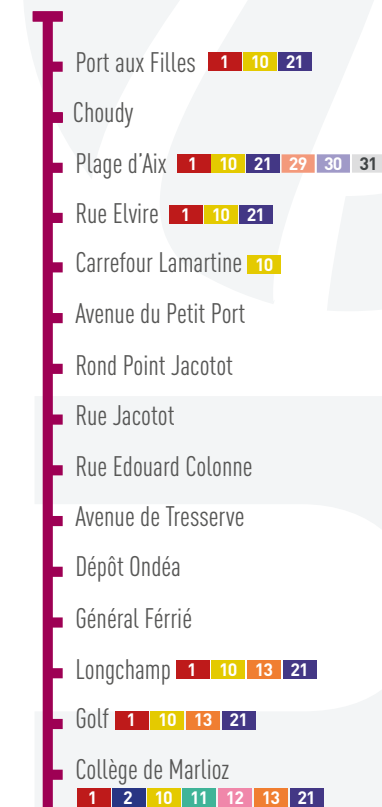 Port aux Filles 1 10 21
Choudy
Plage d'Aix 1 10 21 29 30 31
Rue Elvire 1 10 21
Carrefour Lamartine 10
Avenue du Petit Port
Rond Point Jacotot
Rue Jacotot
Rue Edouard Colonne
Avenue de Tresserve
Dépôt Ondéa
Général Férrié
Longchamp 1 10 13 21
Golf 1 10 13 21
Collège de Marlioz
1 2 10 11 12 13 21